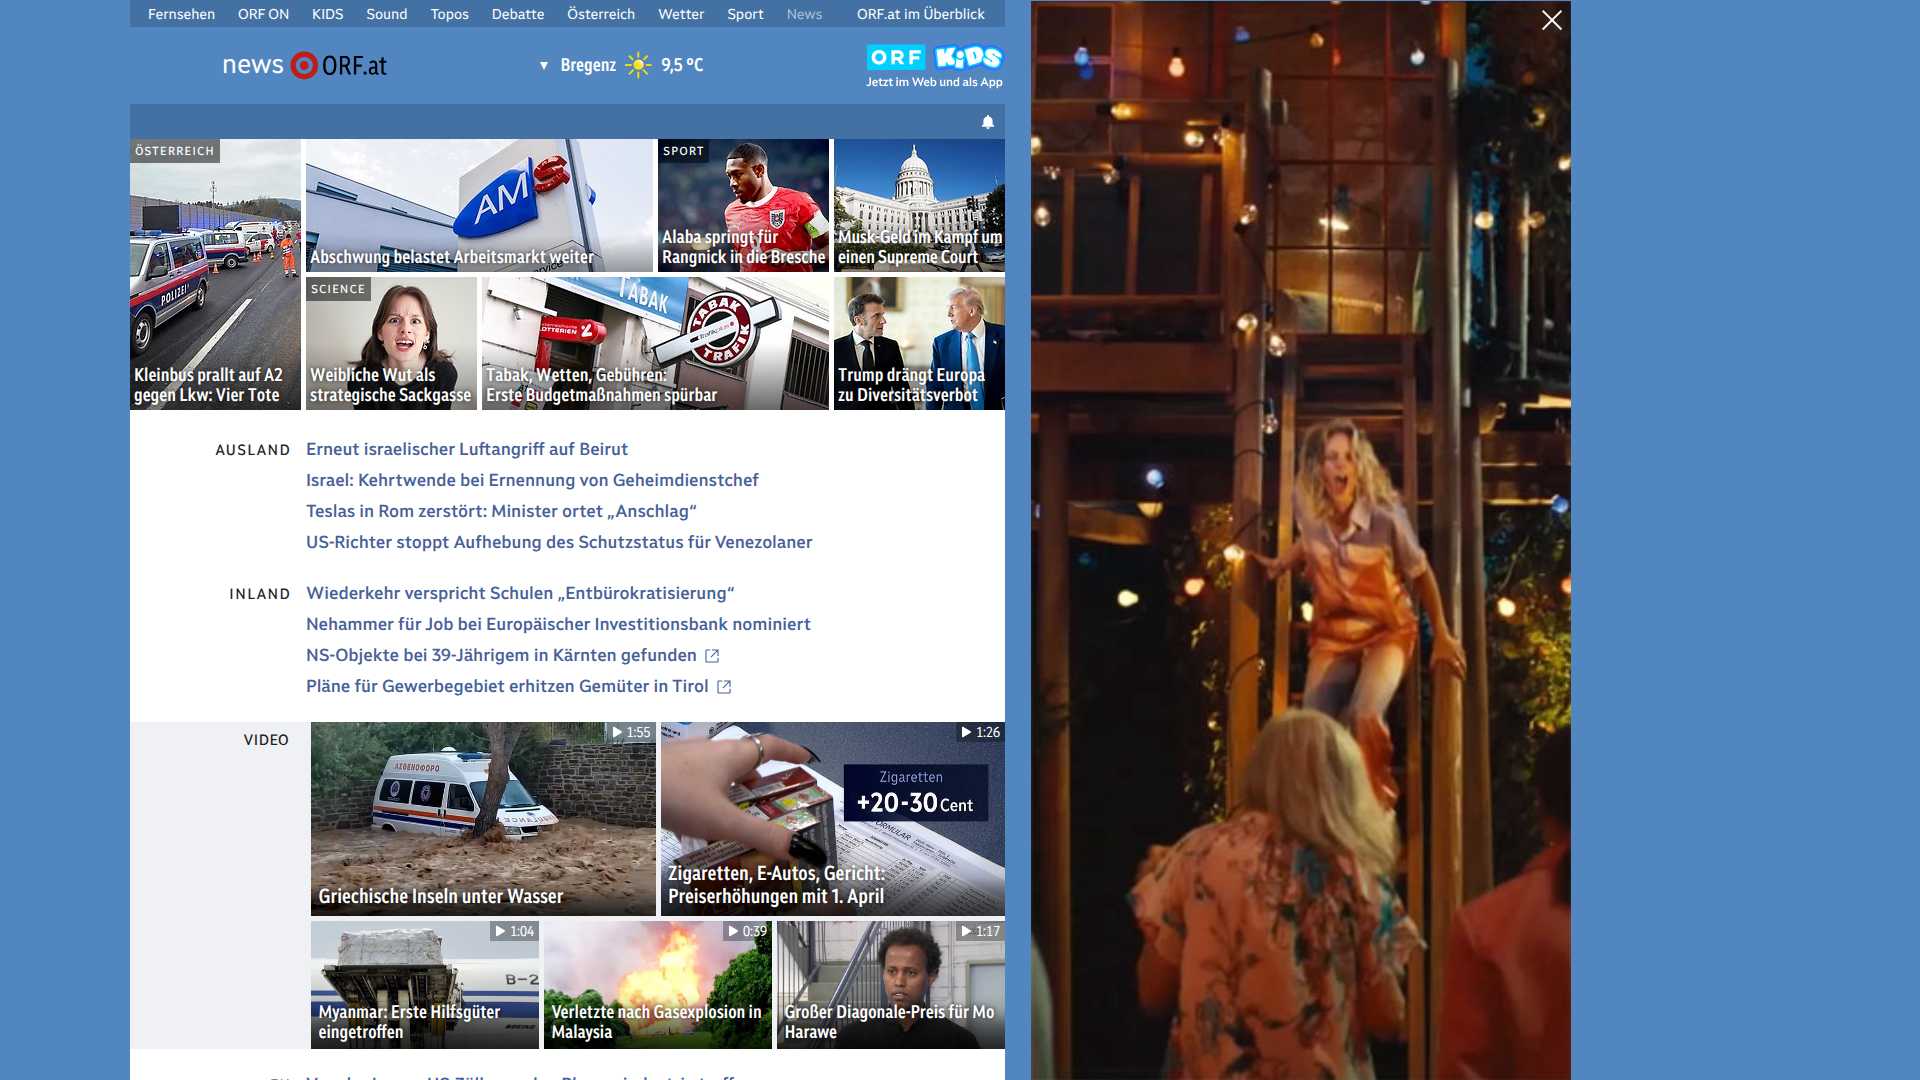 Fernsehen ORF ON KIDS Sound Topos Debatte Österreich Wetter Sport News ORF.at im Überblick
news ORF.at
▼ Bregenz 9,5 °C
ORF KiDS
Jetzt im Web und als App
ÖSTERREICH
POLIZEI
Kleinbus prallt auf A2
gegen Lkw: Vier Tote
AMS
Abschwung belastet Arbeitsmarkt weiter
SPORT
Alaba springt für
Rangnick in die Bresche
Musk-Geld im Kampf um
einen Supreme Court
SCIENCE
Weibliche Wut als
strategische Sackgasse
TABAK
LOTTERIEN
TABAK
TRAFIK
Tabak, Wetten, Gebühren:
Erste Budgetmaßnahmen spürbar
Trump drängt Europa
zu Diversitätsverbot
AUSLAND
Erneut israelischer Luftangriff auf Beirut
Israel: Kehrtwende bei Ernennung von Geheimdienstchef
Teslas in Rom zerstört: Minister ortet „Anschlag“
US-Richter stoppt Aufhebung des Schutzstatus für Venezolaner
INLAND
Wiederkehr verspricht Schulen „Entbürokratisierung“
Nehammer für Job bei Europäischer Investitionsbank nominiert
NS-Objekte bei 39-Jährigem in Kärnten gefunden
Pläne für Gewerbegebiet erhitzen Gemüter in Tirol
VIDEO
1:55
ΑΣΘΕΝΟΦΟΡΟ
Griechische Inseln unter Wasser
1:26
Zigaretten
+20-30 Cent
Zigaretten, E-Autos, Gericht:
Preiserhöhungen mit 1. April
1:04
B-2
Myanmar: Erste Hilfsgüter
eingetroffen
0:39
Verletzte nach Gasexplosion in
Malaysia
1:17
Großer Diagonale-Preis für Mo
Harawe